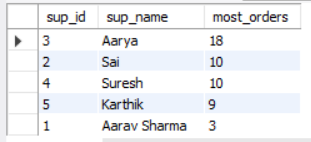 sup_id sup_name most_orders
3 Aarya 18
2 Sai 10
4 Suresh 10
5 Karthik 9
1 Aarav Sharma 3